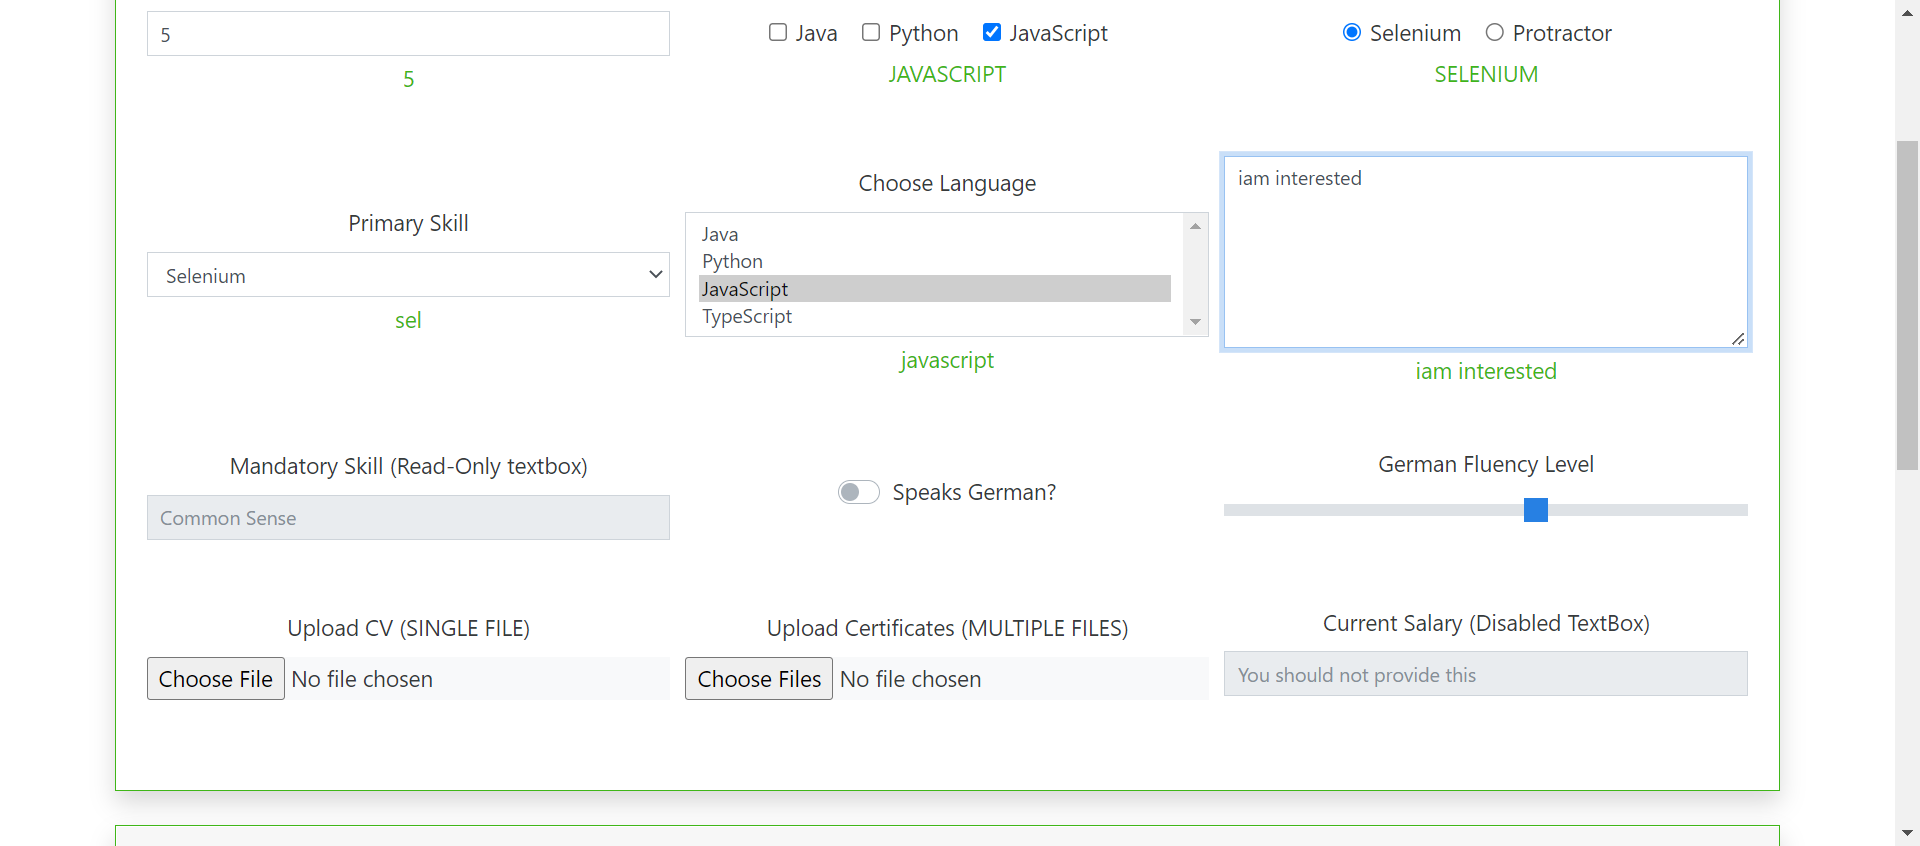 5
5
Java Python JavaScript
JAVASCRIPT
Selenium Protractor
SELENIUM
Primary Skill
Selenium
sel
Choose Language
Java
Python
JavaScript
TypeScript
javascript
iam interested
iam interested
Mandatory Skill (Read-Only textbox)
Common Sense
Speaks German?
German Fluency Level
Upload CV (SINGLE FILE)
Choose File No file chosen
Upload Certificates (MULTIPLE FILES)
Choose Files No file chosen
Current Salary (Disabled TextBox)
You should not provide this